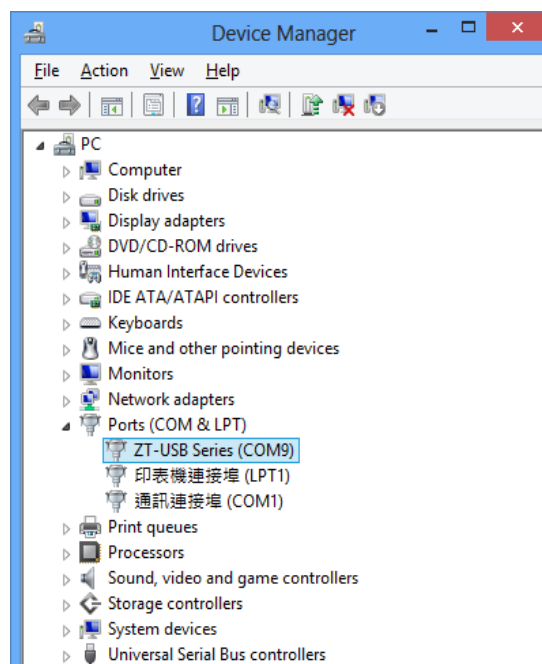 Device Manager
File Action View Help
PC
Computer
Disk drives
Display adapters
DVD/CD-ROM drives
Human Interface Devices
IDE ATA/ATAPI controllers
Keyboards
Mice and other pointing devices
Monitors
Network adapters
Ports (COM & LPT)
ZT-USB Series (COM9)
印表機連接埠 (LPT1)
通訊連接埠 (COM1)
Print queues
Processors
Sound, video and game controllers
Storage controllers
System devices
Universal Serial Bus controllers